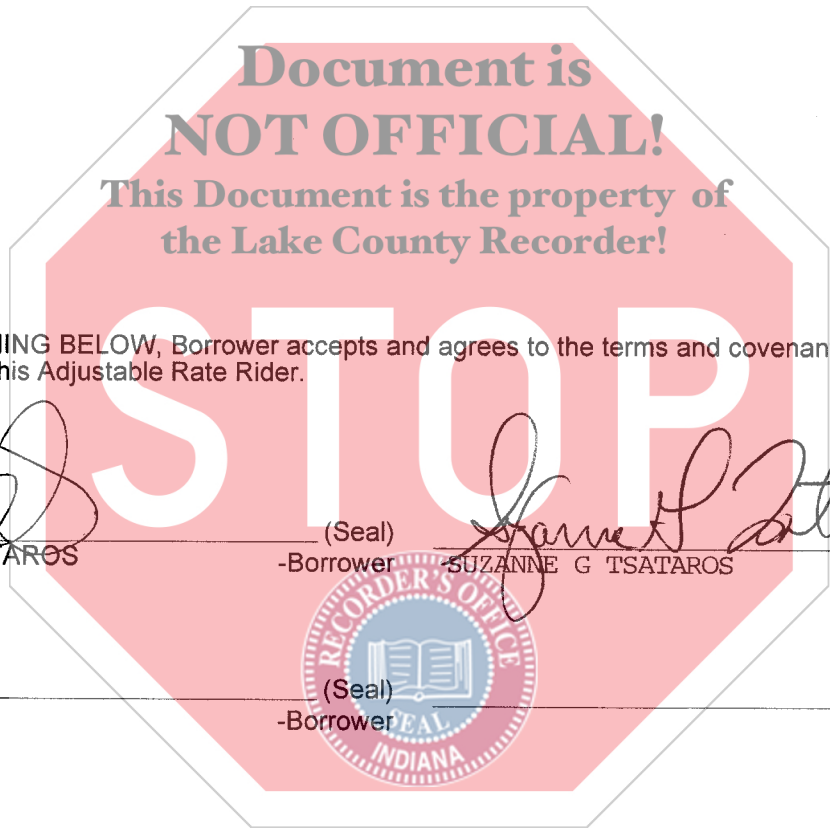 Document is
NOT OFFICIAL!
This Document is the property of
the Lake County Recorder!
STOP
NING BELOW, Borrower accepts and agrees to the terms and covenan
his Adjustable Rate Rider.
(Seal)
AROS
-Borrower
SUZANNE G TSATAROS
RECORDER'S OFFICE
(Seal)
-Borrower
SEAL
INDIANA